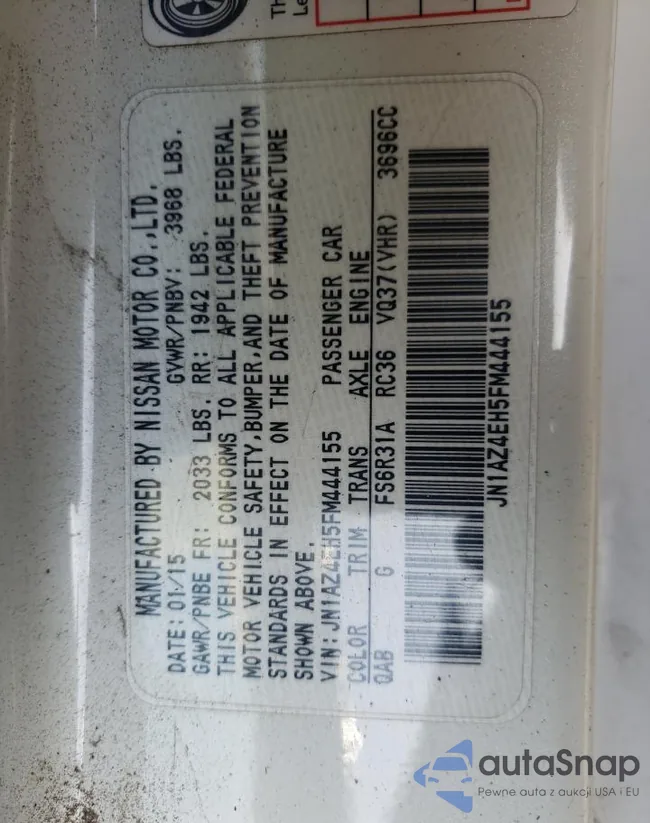 Th
Le
MANUFACTURED BY NISSAN MOTOR CO.,LTD.
DATE: 01/15 GVWR/PNBV: 3968 LBS.
GAWR/PNBE FR: 2033 LBS. RR: 1942 LBS.
THIS VEHICLE CONFORMS TO ALL APPLICABLE FEDERAL
MOTOR VEHICLE SAFETY,BUMPER,AND THEFT PREVENTION
STANDARDS IN EFFECT ON THE DATE OF MANUFACTURE
SHOWN ABOVE.
VIN:JN1AZ4EH5FM444155 PASSENGER CAR
COLOR TRIM TRANS AXLE ENGINE
QAB G FS6R31A RC36 VQ37(VHR) 3696CC
JN1AZ4EH5FM444155
autaSnap
Pewne auta z aukcji USA i EU